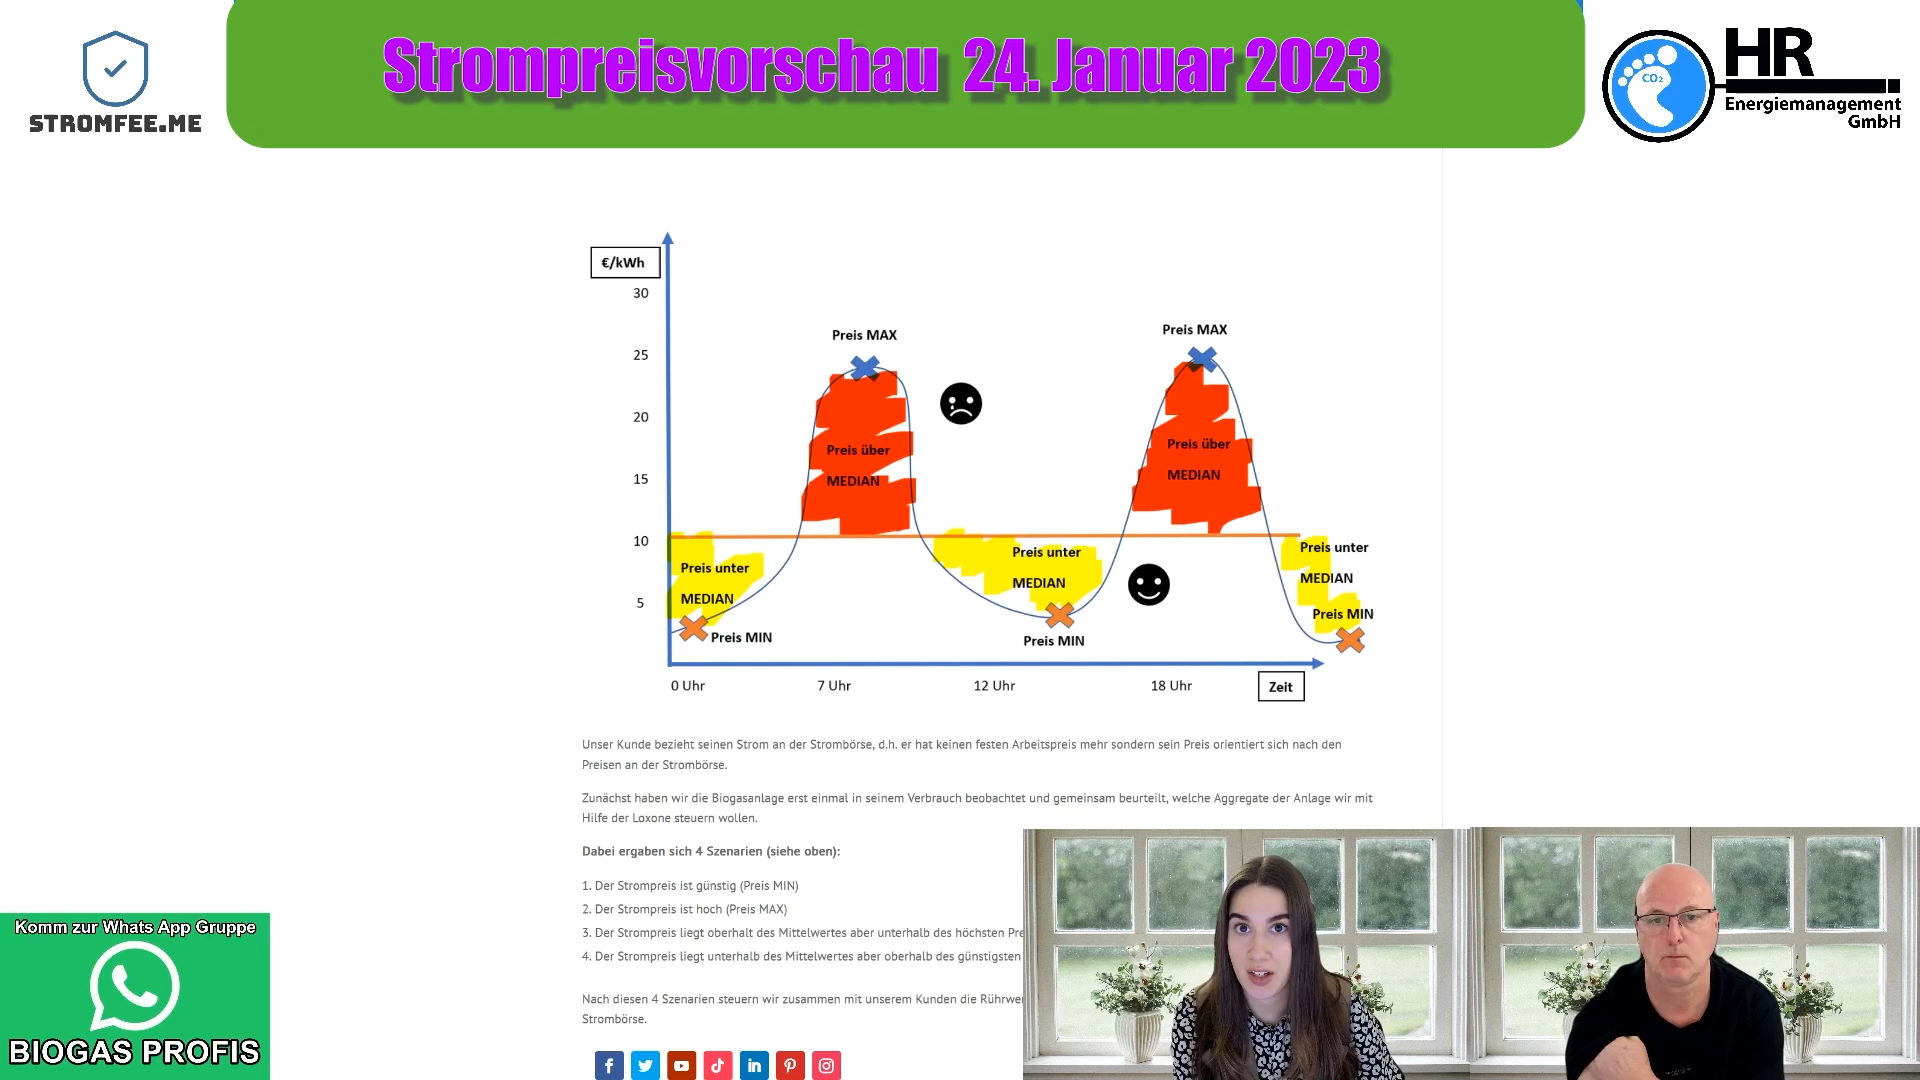 STROMFEE.ME
Strompreisvorschau 24. Januar 2023
CO₂
HR
Energiemanagement
GmbH
€/kWh
30
25
20
15
10
5
Preis MAX
Preis MAX
Preis über
MEDIAN
Preis über
MEDIAN
Preis unter
MEDIAN
Preis MIN
Preis unter
MEDIAN
Preis MIN
Preis unter
MEDIAN
Preis MIN
0 Uhr
7 Uhr
12 Uhr
18 Uhr
Zeit
Unser Kunde bezieht seinen Strom an der Strombörse, d.h. er hat keinen festen Arbeitspreis mehr sondern sein Preis orientiert sich nach den
Preisen an der Strombörse.
Zunächst haben wir die Biogasanlage erst einmal in seinem Verbrauch beobachtet und gemeinsam beurteilt, welche Aggregate der Anlage wir mit
Hilfe der Loxone steuern wollen.
Dabei ergaben sich 4 Szenarien (siehe oben):
1. Der Strompreis ist günstig (Preis MIN)
2. Der Strompreis ist hoch (Preis MAX)
3. Der Strompreis liegt oberhalt des Mittelwertes aber unterhalb des höchsten Pre
4. Der Strompreis liegt unterhalb des Mittelwertes aber oberhalb des günstigsten
Nach diesen 4 Szenarien steuern wir zusammen mit unserem Kunden die Rührwer
Strombörse.
Komm zur Whats App Gruppe
BIOGAS PROFIS